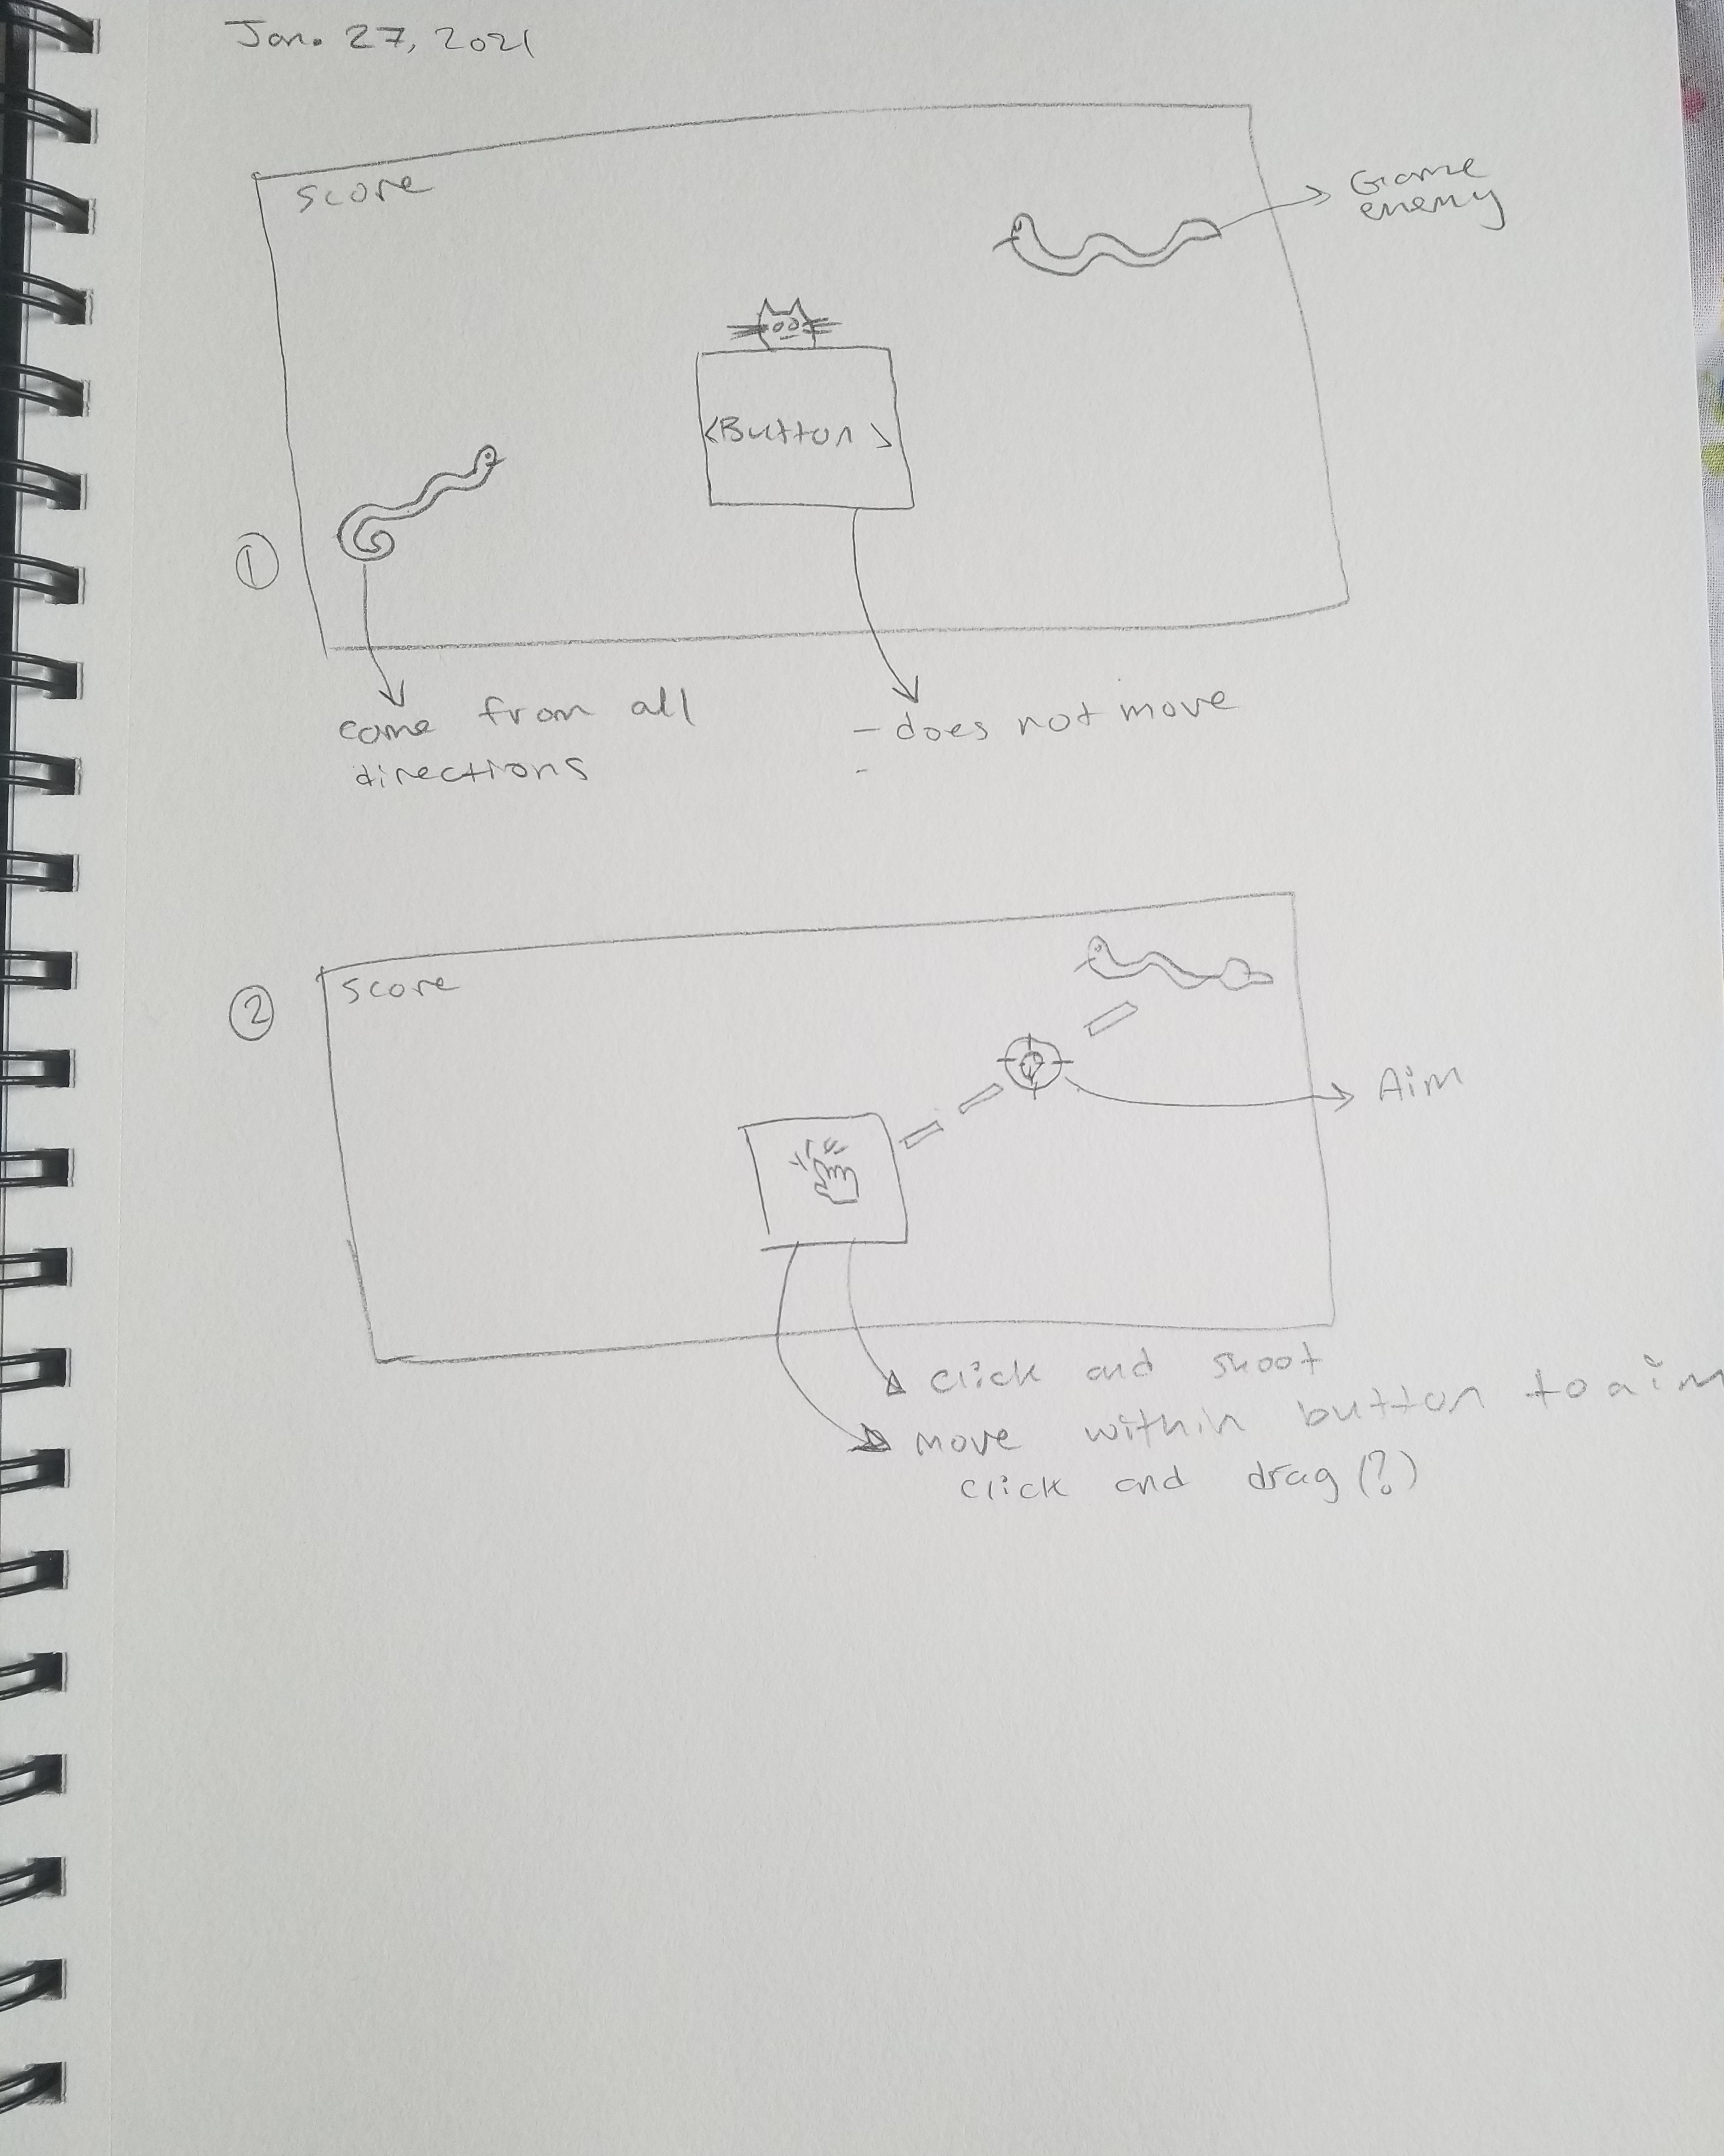 Jan. 27, 2021
score
Game
enemy
<Button>
①
come from all
directions
- does not move
-
②
score
Aim
click and shoot
move within button to aim
click and drag (?)